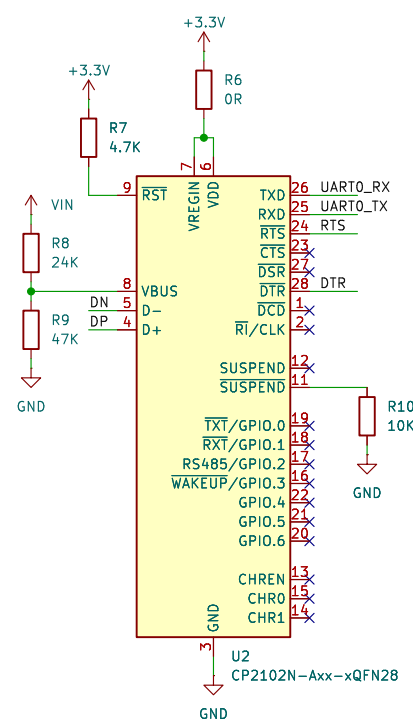 +3.3V
R6
0R
+3.3V
R7
4.7K
7
6
9
RST
VREGIN
VDD
TXD
26
UART0_RX
RXD
25
UART0_TX
RTS
24
RTS
CTS
23
DSR
27
DTR
28
DTR
DCD
1
RI/CLK
2
VIN
R8
24K
8
VBUS
DN
5
D-
DP
4
D+
R9
47K
GND
SUSPEND
12
SUSPEND
11
R10
10K
GND
TXT/GPIO.0
19
RXT/GPIO.1
18
RS485/GPIO.2
17
WAKEUP/GPIO.3
16
GPIO.4
22
GPIO.5
21
GPIO.6
20
CHREN
13
CHR0
15
CHR1
14
GND
3
U2
CP2102N-Axx-xQFN28
GND